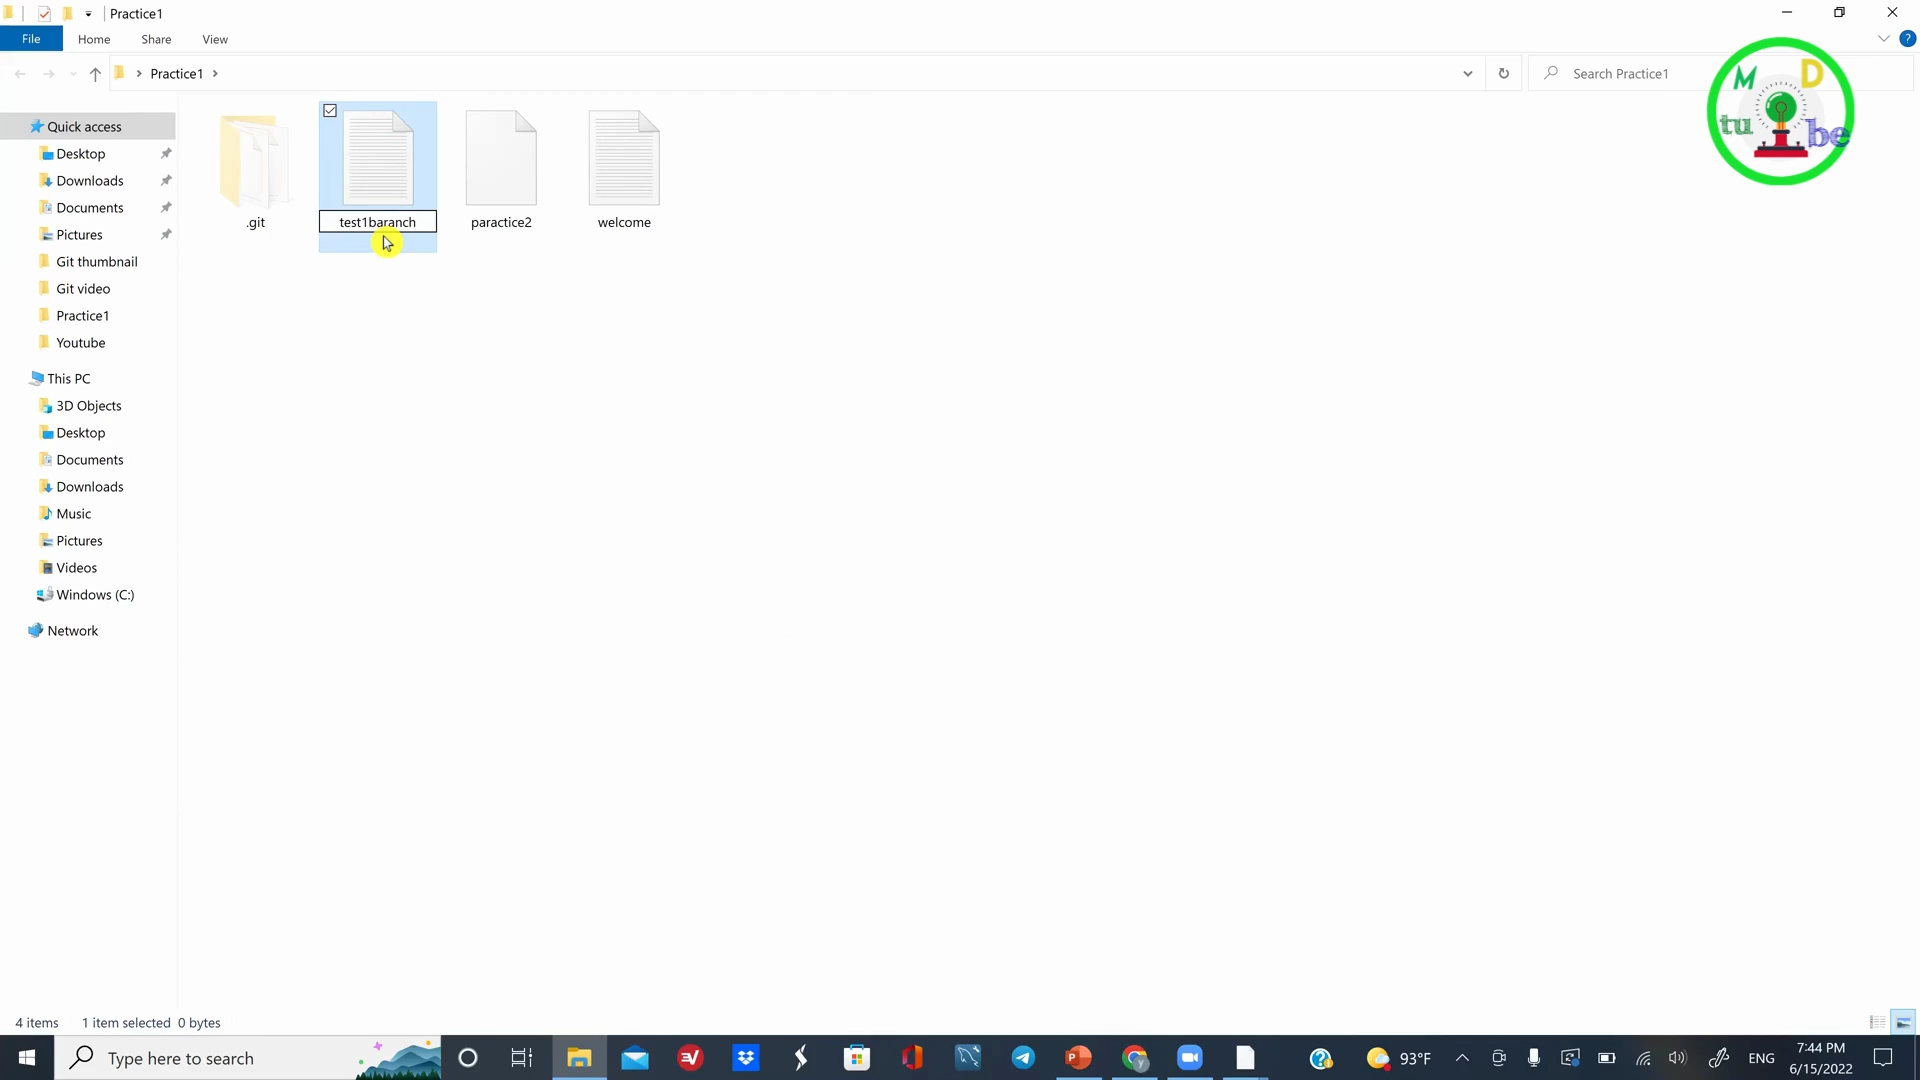 Practice1
File
Home
Share
View
?
Practice1
Search Practice1
M D
tu be
Quick access
Desktop
Downloads
Documents
Pictures
Git thumbnail
Git video
Practice1
Youtube
This PC
3D Objects
Desktop
Documents
Downloads
Music
Pictures
Videos
Windows (C:)
Network
.git
test1baranch
paractice2
welcome
4 items
1 item selected 0 bytes
Type here to search
93°F
ENG
7:44 PM
6/15/2022